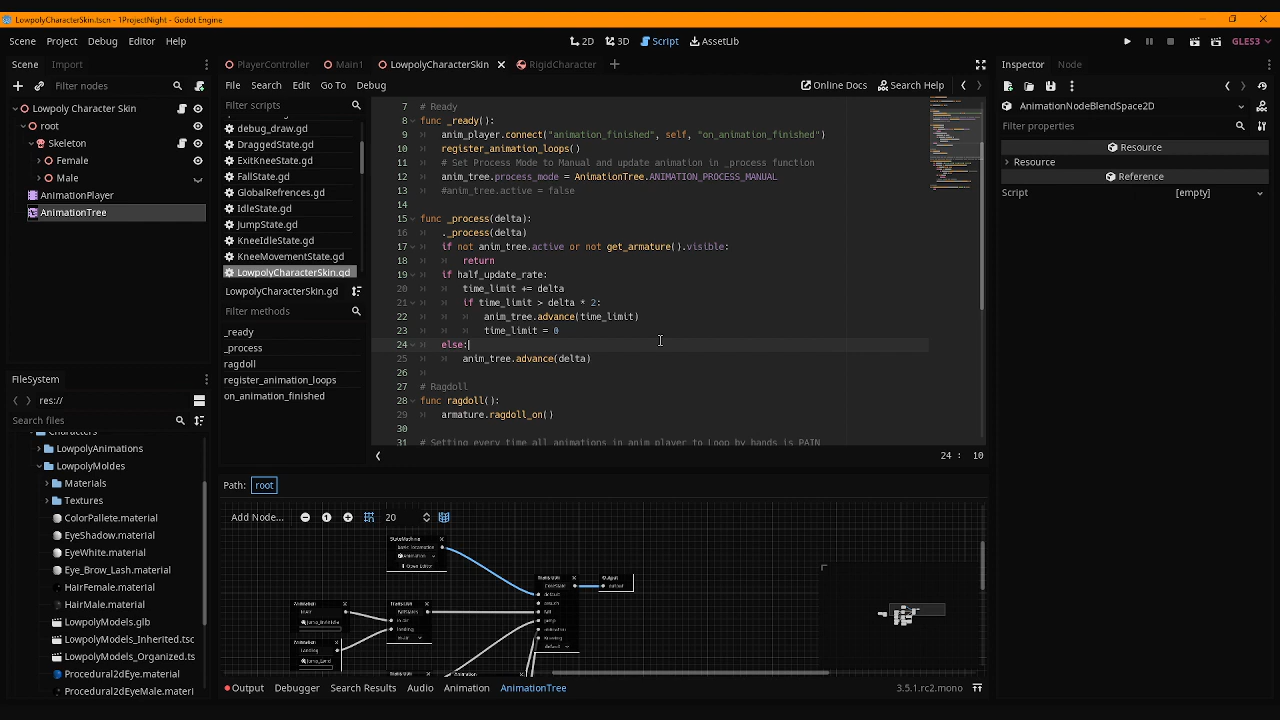 LowpolyCharacterSkin.tscn - 1ProjectNight - Godot Engine
Scene Project Debug Editor Help
2D 3D Script AssetLib
GLES3
Scene Import
Filter nodes
Lowpoly Character Skin
root
Skeleton
Female
Male
AnimationPlayer
AnimationTree
FileSystem
res://
Search files
Characters
LowpolyAnimations
LowpolyMoldes
Materials
Textures
ColorPallete.material
EyeShadow.material
EyeWhite.material
Eye_Brow_Lash.material
HairFemale.material
HairMale.material
LowpolyModels.glb
LowpolyModels_Inherited.tsc
LowpolyModels_Organized.ts
Procedural2dEye.material
Procedural2dEyeMale.materi
PlayerController Main1 LowpolyCharacterSkin RigidCharacter
File Search Edit Go To Debug
Online Docs Search Help
Filter scripts
debug_draw.gd
DraggedState.gd
ExitKneeState.gd
FallState.gd
GlobalRefrences.gd
IdleState.gd
JumpState.gd
KneeIdleState.gd
KneeMovementState.gd
LowpolyCharacterSkin.gd
LowpolyCharacterSkin.gd
Filter methods
_ready
_process
ragdoll
register_animation_loops
on_animation_finished
7 # Ready
8 func _ready():
9 anim_player.connect("animation_finished", self, "on_animation_finished")
10 register_animation_loops()
11 # Set Process Mode to Manual and update animation in _process function
12 anim_tree.process_mode = AnimationTree.ANIMATION_PROCESS_MANUAL
13 #anim_tree.active = false
14
15 func _process(delta):
16 ._process(delta)
17 if not anim_tree.active or not get_armature().visible:
18 return
19 if half_update_rate:
20 time_limit += delta
21 if time_limit > delta * 2:
22 anim_tree.advance(time_limit)
23 time_limit = 0
24 else:
25 anim_tree.advance(delta)
26
27 # Ragdoll
28 func ragdoll():
29 armature.ragdoll_on()
30
31 # Setting every time all animations in anim player to Loop by hands is PAIN
24 : 10
Path: root
Add Node... 20
StateMachine
Animation
Open Editor
Output
output
default
Animation
Landing
Output Debugger Search Results Audio Animation AnimationTree
3.5.1.rc2.mono
Inspector Node
AnimationNodeBlendSpace2D
Filter properties
Resource
Resource
Reference
Script [empty]